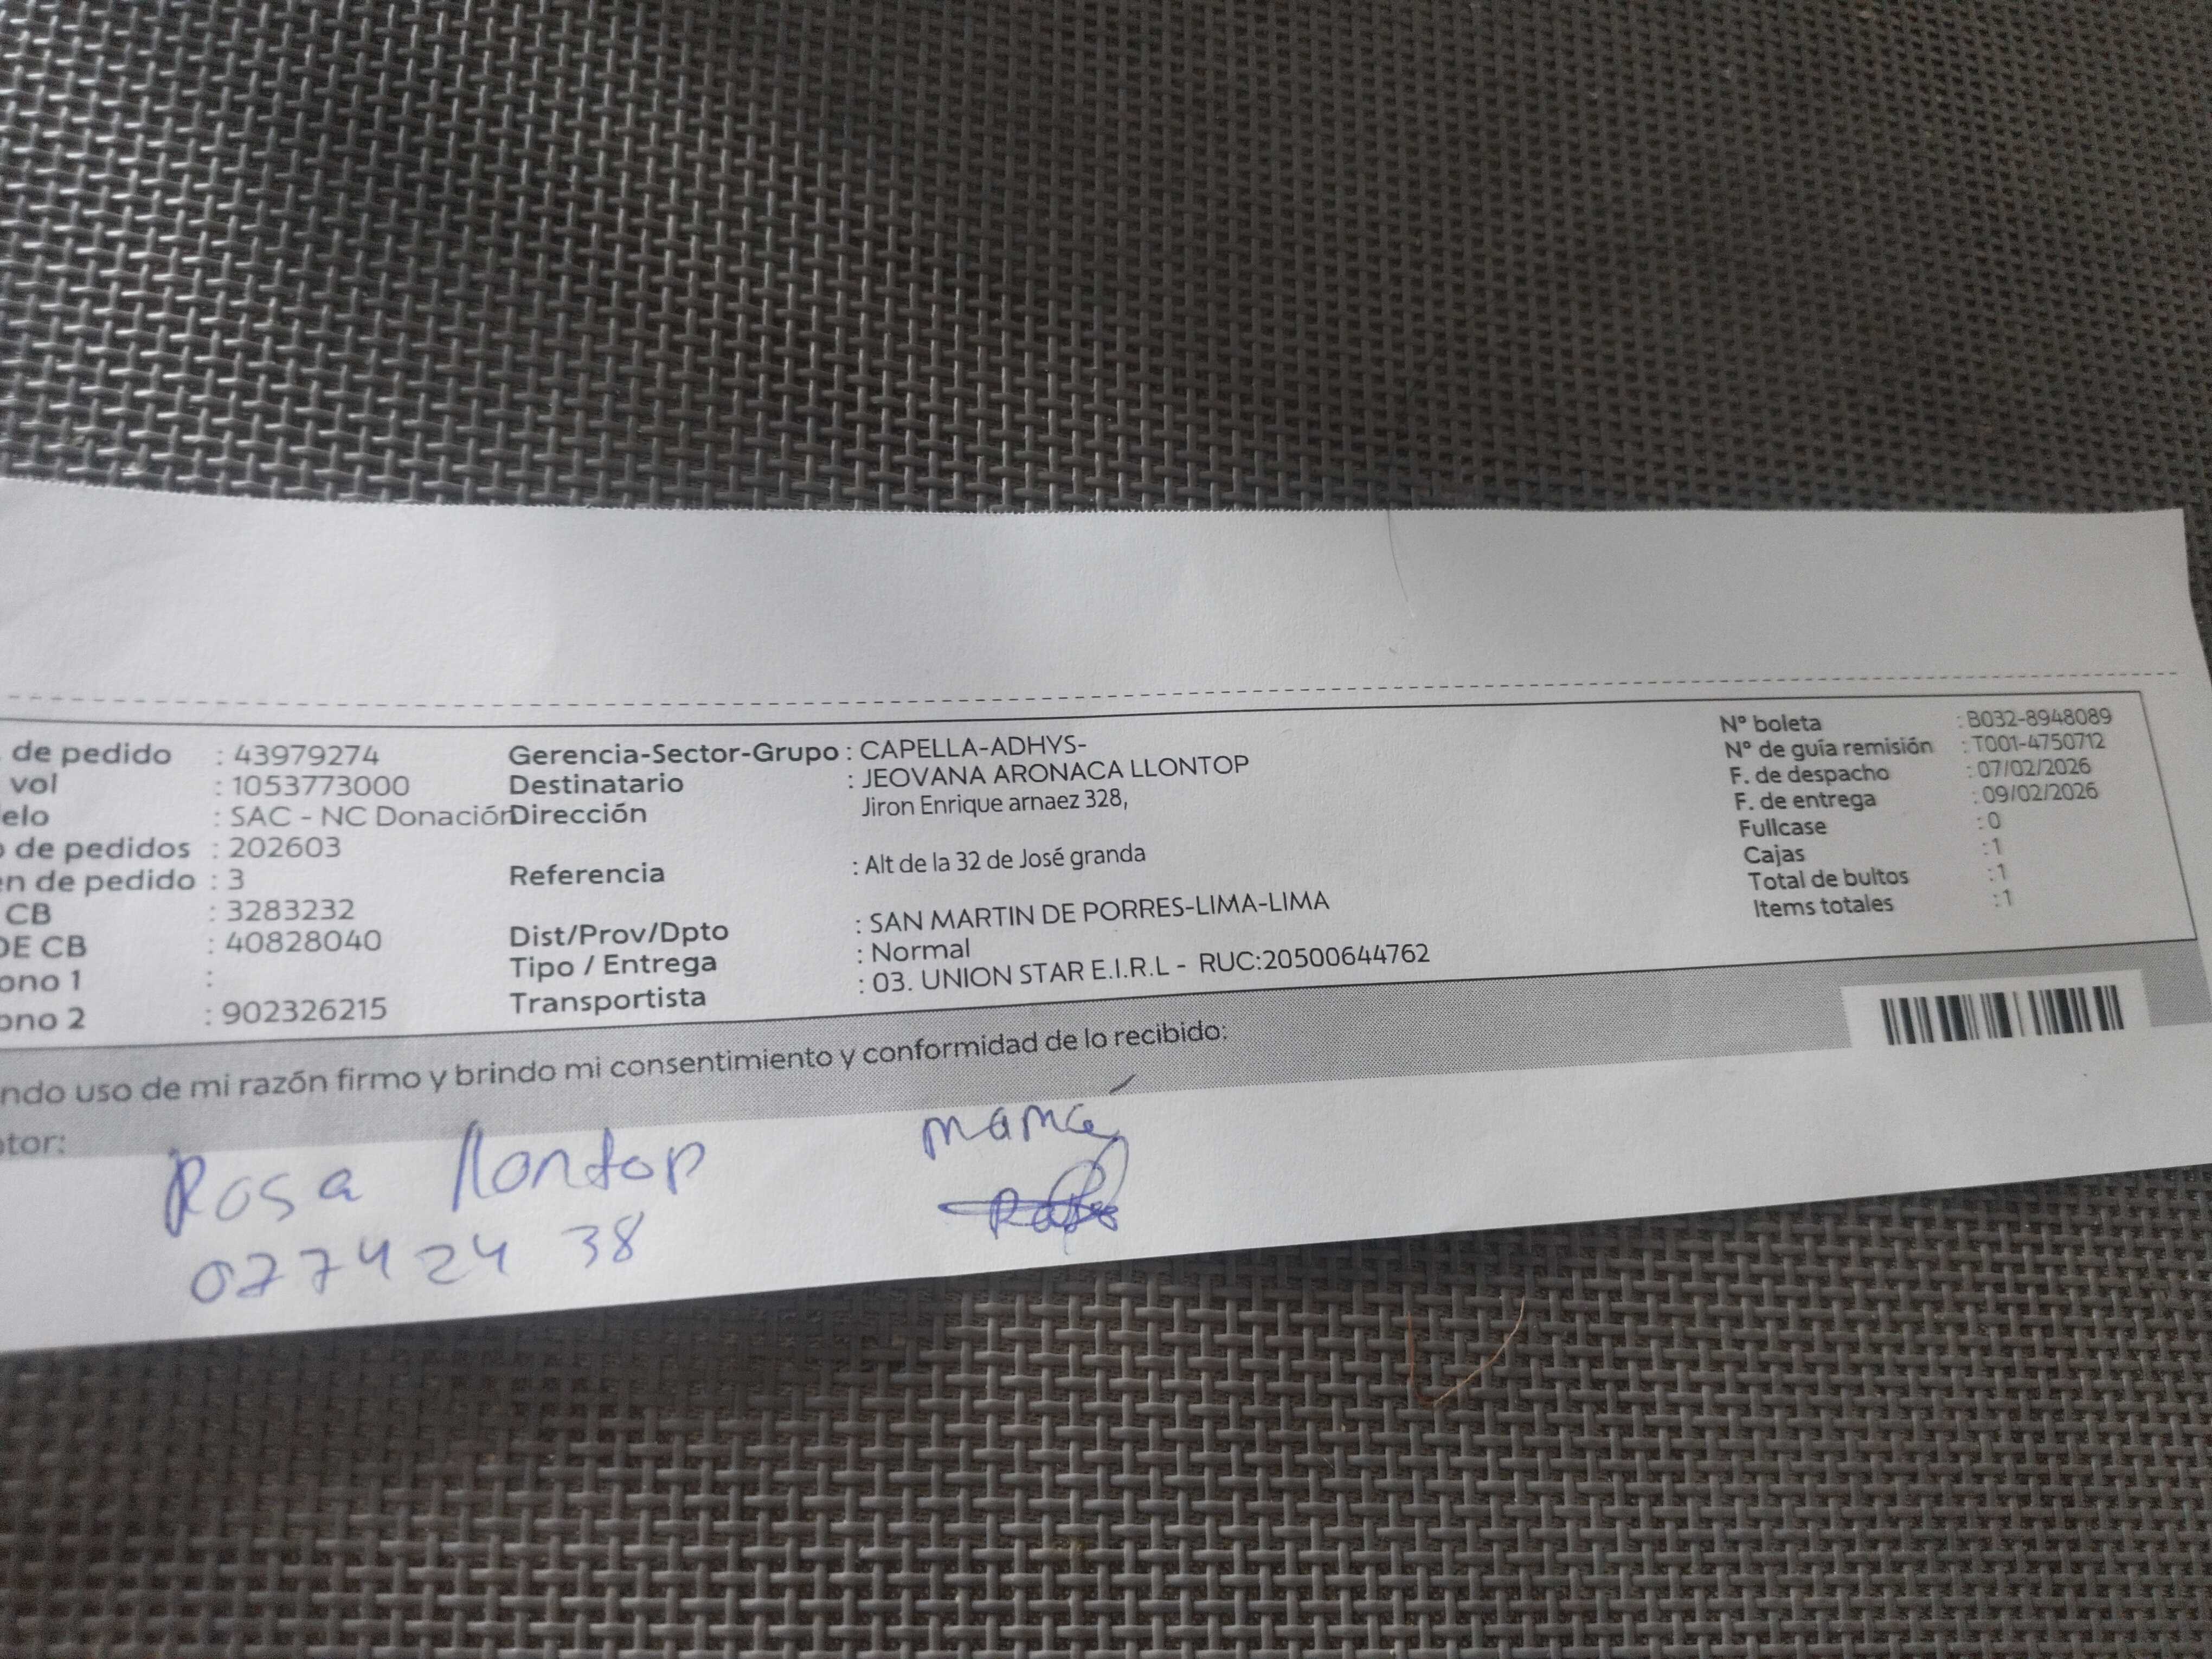 de pedido : 43979274
vol : 1053773000
elo : SAC - NC Donación
de pedidos : 202603
en de pedido : 3
CB : 3283232
DE CB : 40828040
ono 1 :
ono 2 : 902326215
Gerencia-Sector-Grupo : CAPELLA-ADHYS-
Destinatario : JEOVANA ARONACA LLONTOP
Dirección Jiron Enrique arnaez 328,
Referencia : Alt de la 32 de José granda
Dist/Prov/Dpto : SAN MARTIN DE PORRES-LIMA-LIMA
Tipo / Entrega : Normal
Transportista : 03. UNION STAR E.I.R.L - RUC:20500644762
N° boleta : B032-8948089
N° de guía remisión : T001-4750712
F. de despacho : 07/02/2026
F. de entrega : 09/02/2026
Fullcase : 0
Cajas : 1
Total de bultos : 1
Items totales : 1
ndo uso de mi razón firmo y brindo mi consentimiento y conformidad de lo recibido:
ptor:
Rosa llontop mamá
07742438